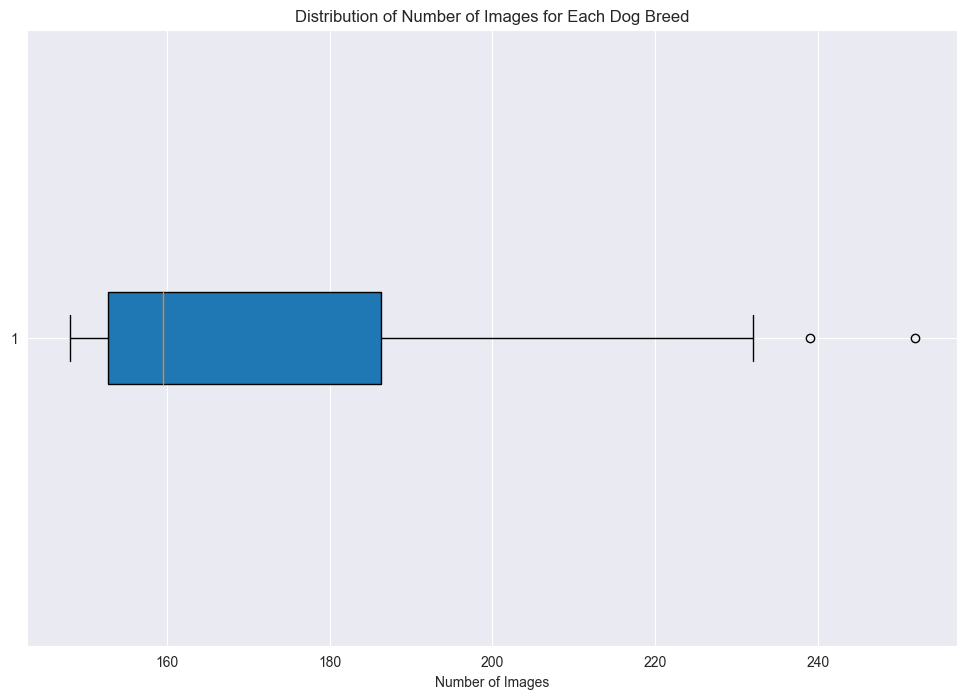 Distribution of Number of Images for Each Dog Breed
1
160 180 200 220 240
Number of Images